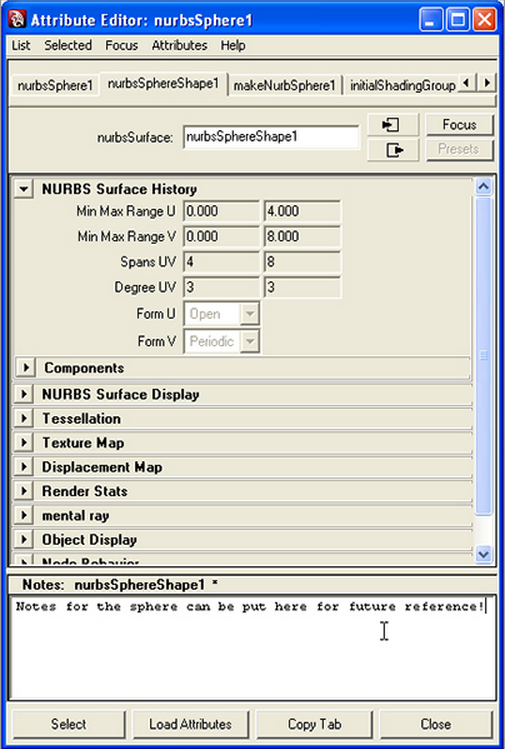 Attribute Editor: nurbsSphere1
List Selected Focus Attributes Help
nurbsSphere1 nurbsSphereShape1 makeNurbSphere1 initialShadingGroup
nurbsSurface: nurbsSphereShape1
Focus
Presets
NURBS Surface History
Min Max Range U 0.000 4.000
Min Max Range V 0.000 8.000
Spans UV 4 8
Degree UV 3 3
Form U Open
Form V Periodic
Components
NURBS Surface Display
Tessellation
Texture Map
Displacement Map
Render Stats
mental ray
Object Display
Node Behavior
Notes: nurbsSphereShape1 *
Notes for the sphere can be put here for future reference!
Select Load Attributes Copy Tab Close